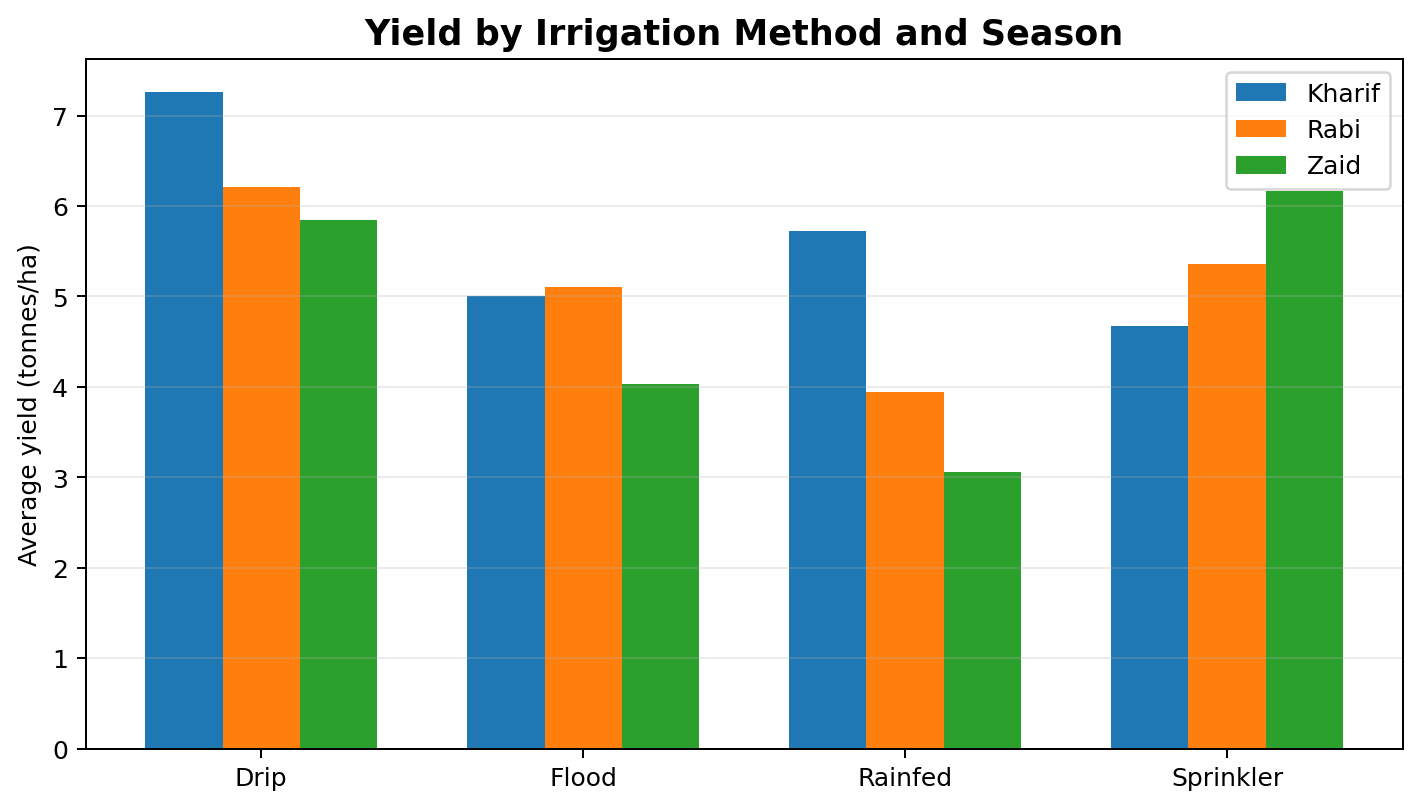 Yield by Irrigation Method and Season
Kharif
Rabi
Zaid
Average yield (tonnes/ha)
7
6
5
4
3
2
1
0
Drip
Flood
Rainfed
Sprinkler